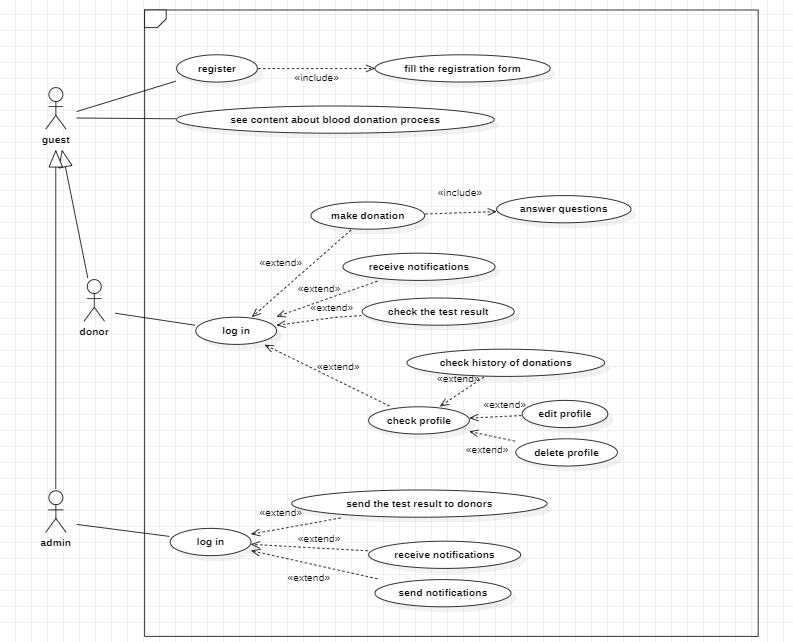 register
«include»
fill the registration form
guest
see content about blood donation process
«include»
make donation
answer questions
«extend»
receive notifications
«extend»
«extend»
check the test result
donor
log in
«extend»
check history of donations
«extend»
«extend»
edit profile
check profile
«extend»
delete profile
send the test result to donors
«extend»
admin
log in
«extend»
receive notifications
«extend»
send notifications